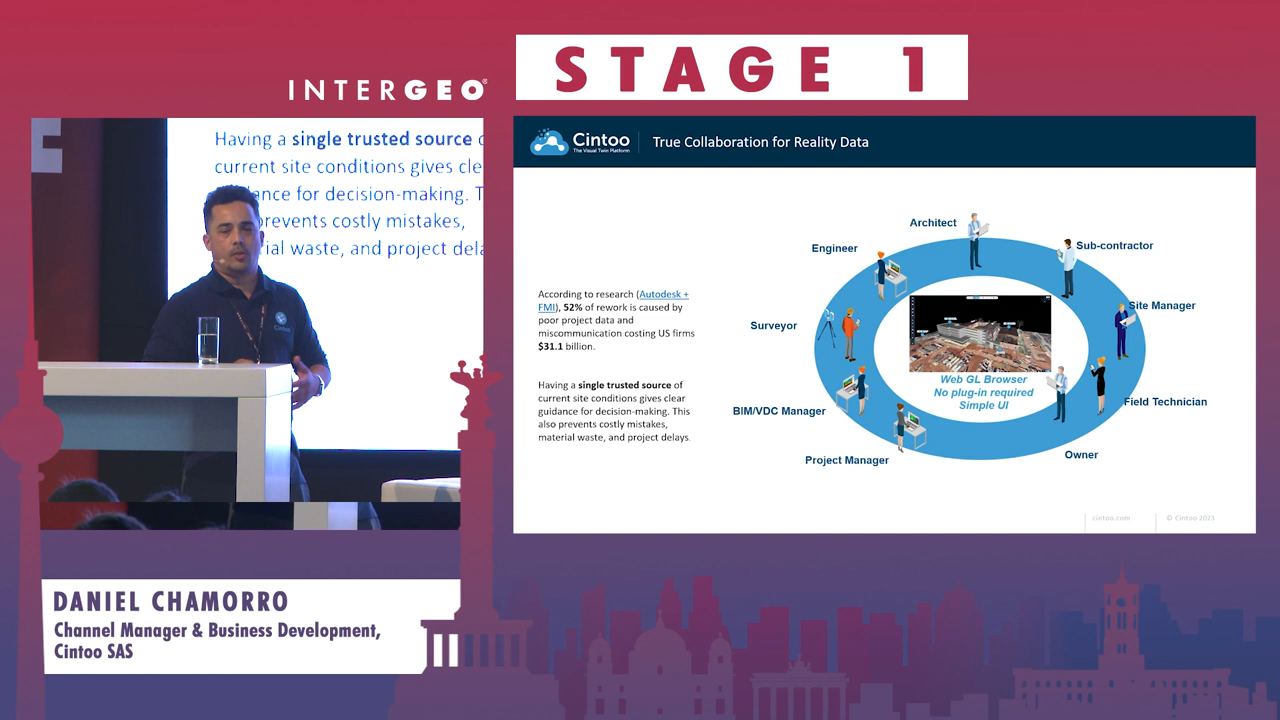 STAGE 1
INTERGEO®
Having a single trusted source
current site conditions gives
for decision-making.
prevents costly mistakes,
and project
Cintoo
DANIEL CHAMORRO
Channel Manager & Business Development,
Cintoo SAS
Cintoo
The Visual Twin Platform
True Collaboration for Reality Data
According to research (Autodesk +
FMI), 52% of rework is caused by
poor project data and
miscommunication costing US firms
$31.1 billion.
Having a single trusted source of
current site conditions gives clear
guidance for decision-making. This
also prevents costly mistakes,
material waste, and project delays.
Architect
Sub-contractor
Engineer
Site Manager
Surveyor
Web GL Browser
No plug-in required
Simple UI
Field Technician
BIM/VDC Manager
Owner
Project Manager
cintoo.com
© Cintoo 2023